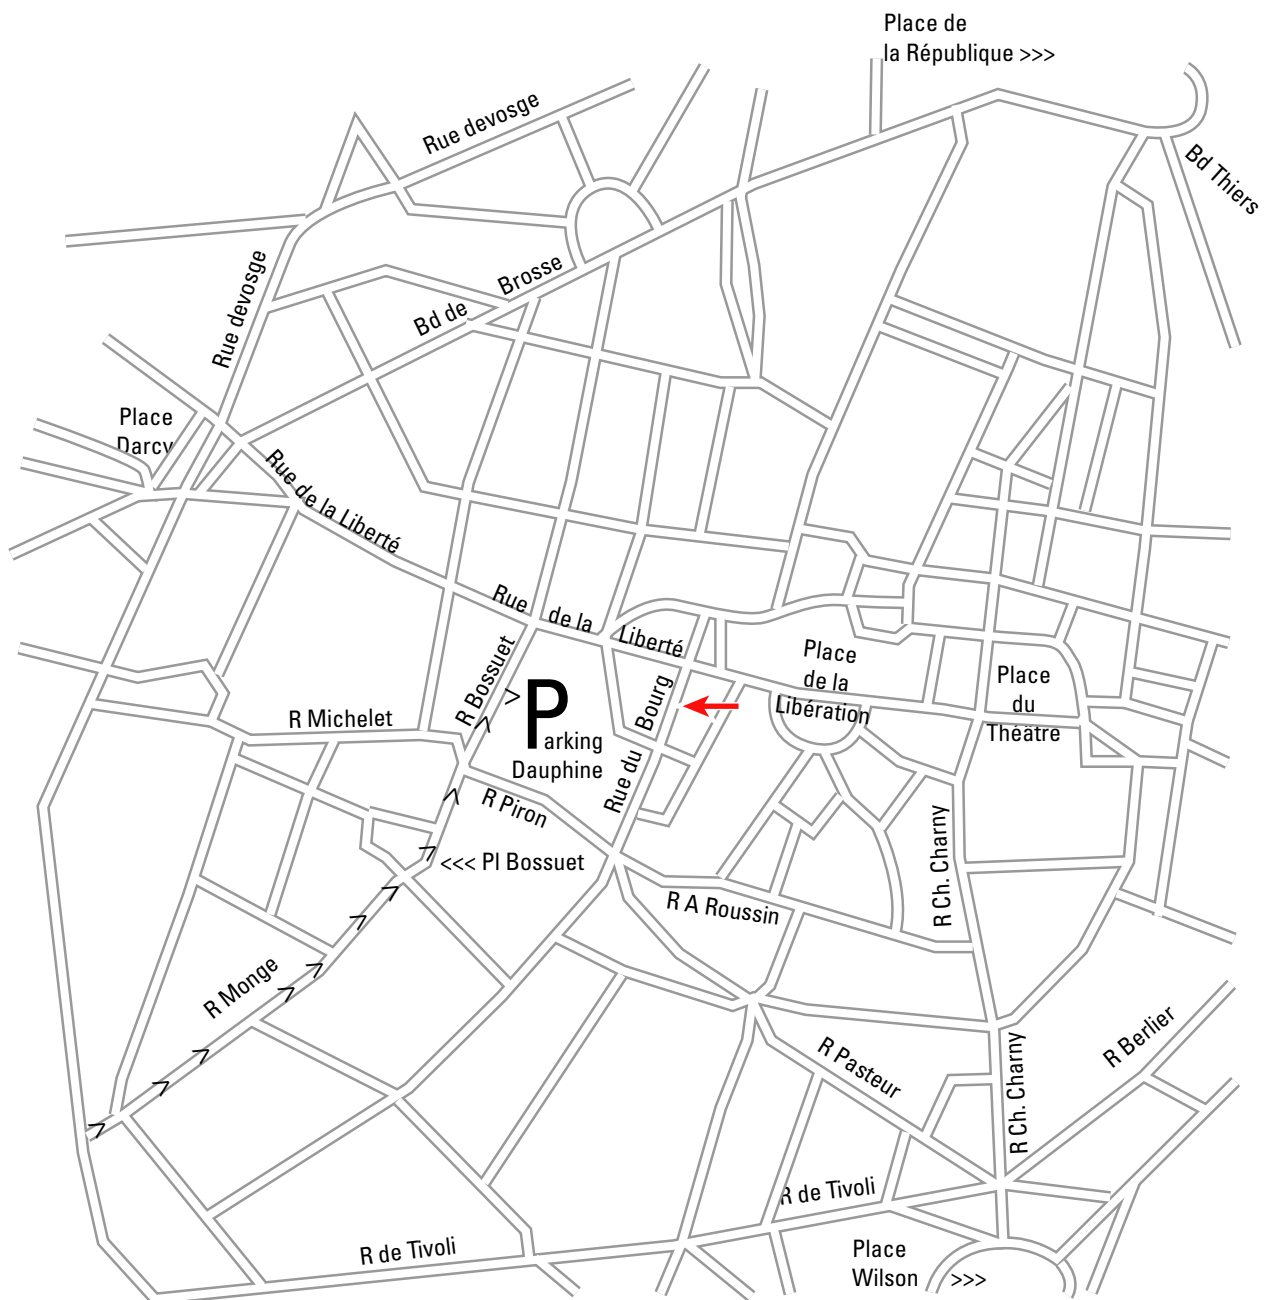 Place de
la République >>>
Rue devosge
Bd Thiers
Rue devosge
Bd de Brosse
Place
Darcy
Rue de la Liberté
Rue de la Liberté
R Bossuet
Place
de la
Libération
Place
du
Théâtre
R Michelet
>
Parking
Dauphine
Rue du Bourg
R Piron
<<< Pl Bossuet
R Ch. Charny
R A Roussin
R Monge
R Pasteur
R Berlier
R Ch. Charny
R de Tivoli
R de Tivoli
Place
Wilson >>>